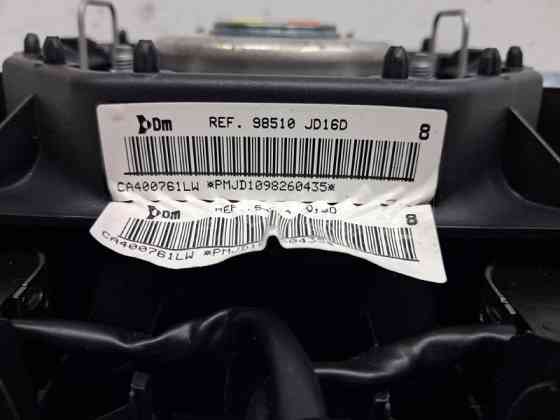 Dm REF. 98510 JD16D 8
CA400761LW *PMJD1098260435*
Dm 8
CA400761LW